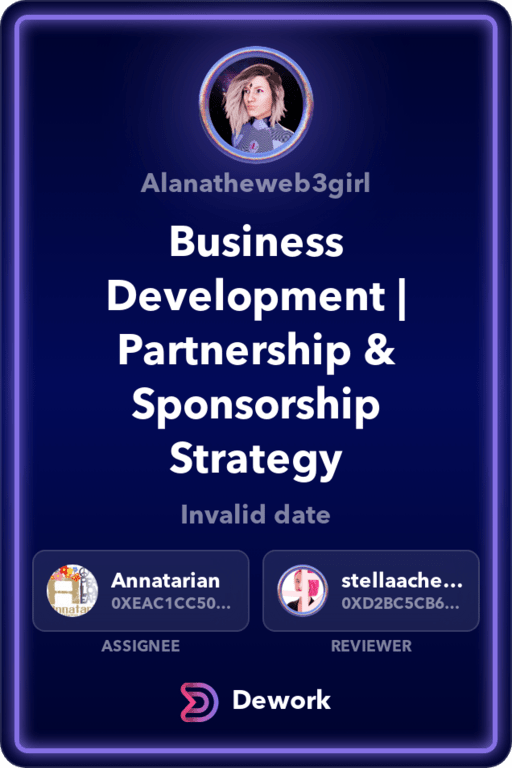 Alanatheweb3girl
Business
Development |
Partnership &
Sponsorship
Strategy
Invalid date
Annatarian
0XEAC1CC50...
ASSIGNEE
stellaache...
0XD2BC5CB6...
REVIEWER
Dework